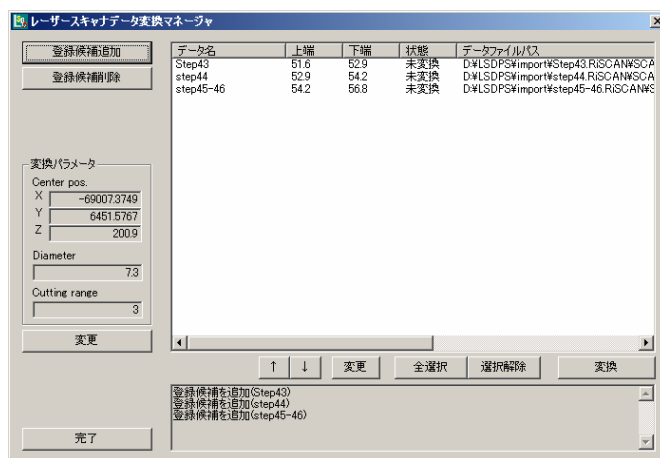 レーザースキャナデータ変換マネージャ
登録候補追加
登録候補削除
データ名 上端 下端 状態 データファイルパス
Step43 51.6 52.9 未変換 D:¥LSDPS¥import¥Step43.RiSCAN¥SCA
step44 52.9 54.2 未変換 D:¥LSDPS¥import¥step44.RiSCAN¥SCA
step45-46 54.2 56.8 未変換 D:¥LSDPS¥import¥step45-46.RiSCAN¥S
変換パラメータ
Center pos.
X -69007.3749
Y 6451.5767
Z 200.9
Diameter
7.3
Cutting range
3
変更
↑ ↓ 変更 全選択 選択解除 変換
登録候補を追加(Step43)
登録候補を追加(step44)
登録候補を追加(step45-46)
完了